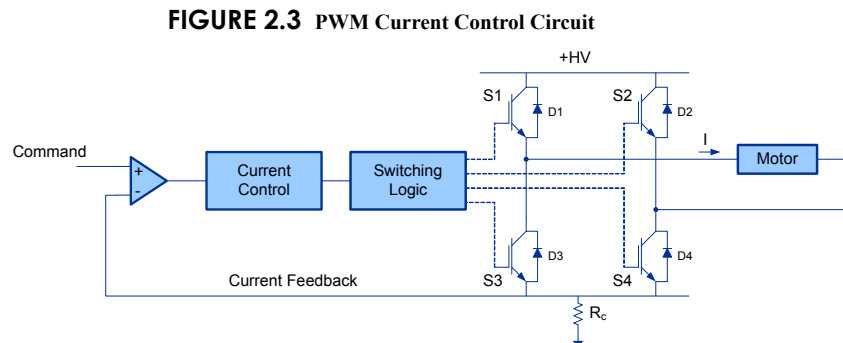 FIGURE 2.3 PWM Current Control Circuit
+HV
S1
D1
S2
D2
I
Motor
Command
+
-
Current
Control
Switching
Logic
S3
D3
S4
D4
Current Feedback
Rc